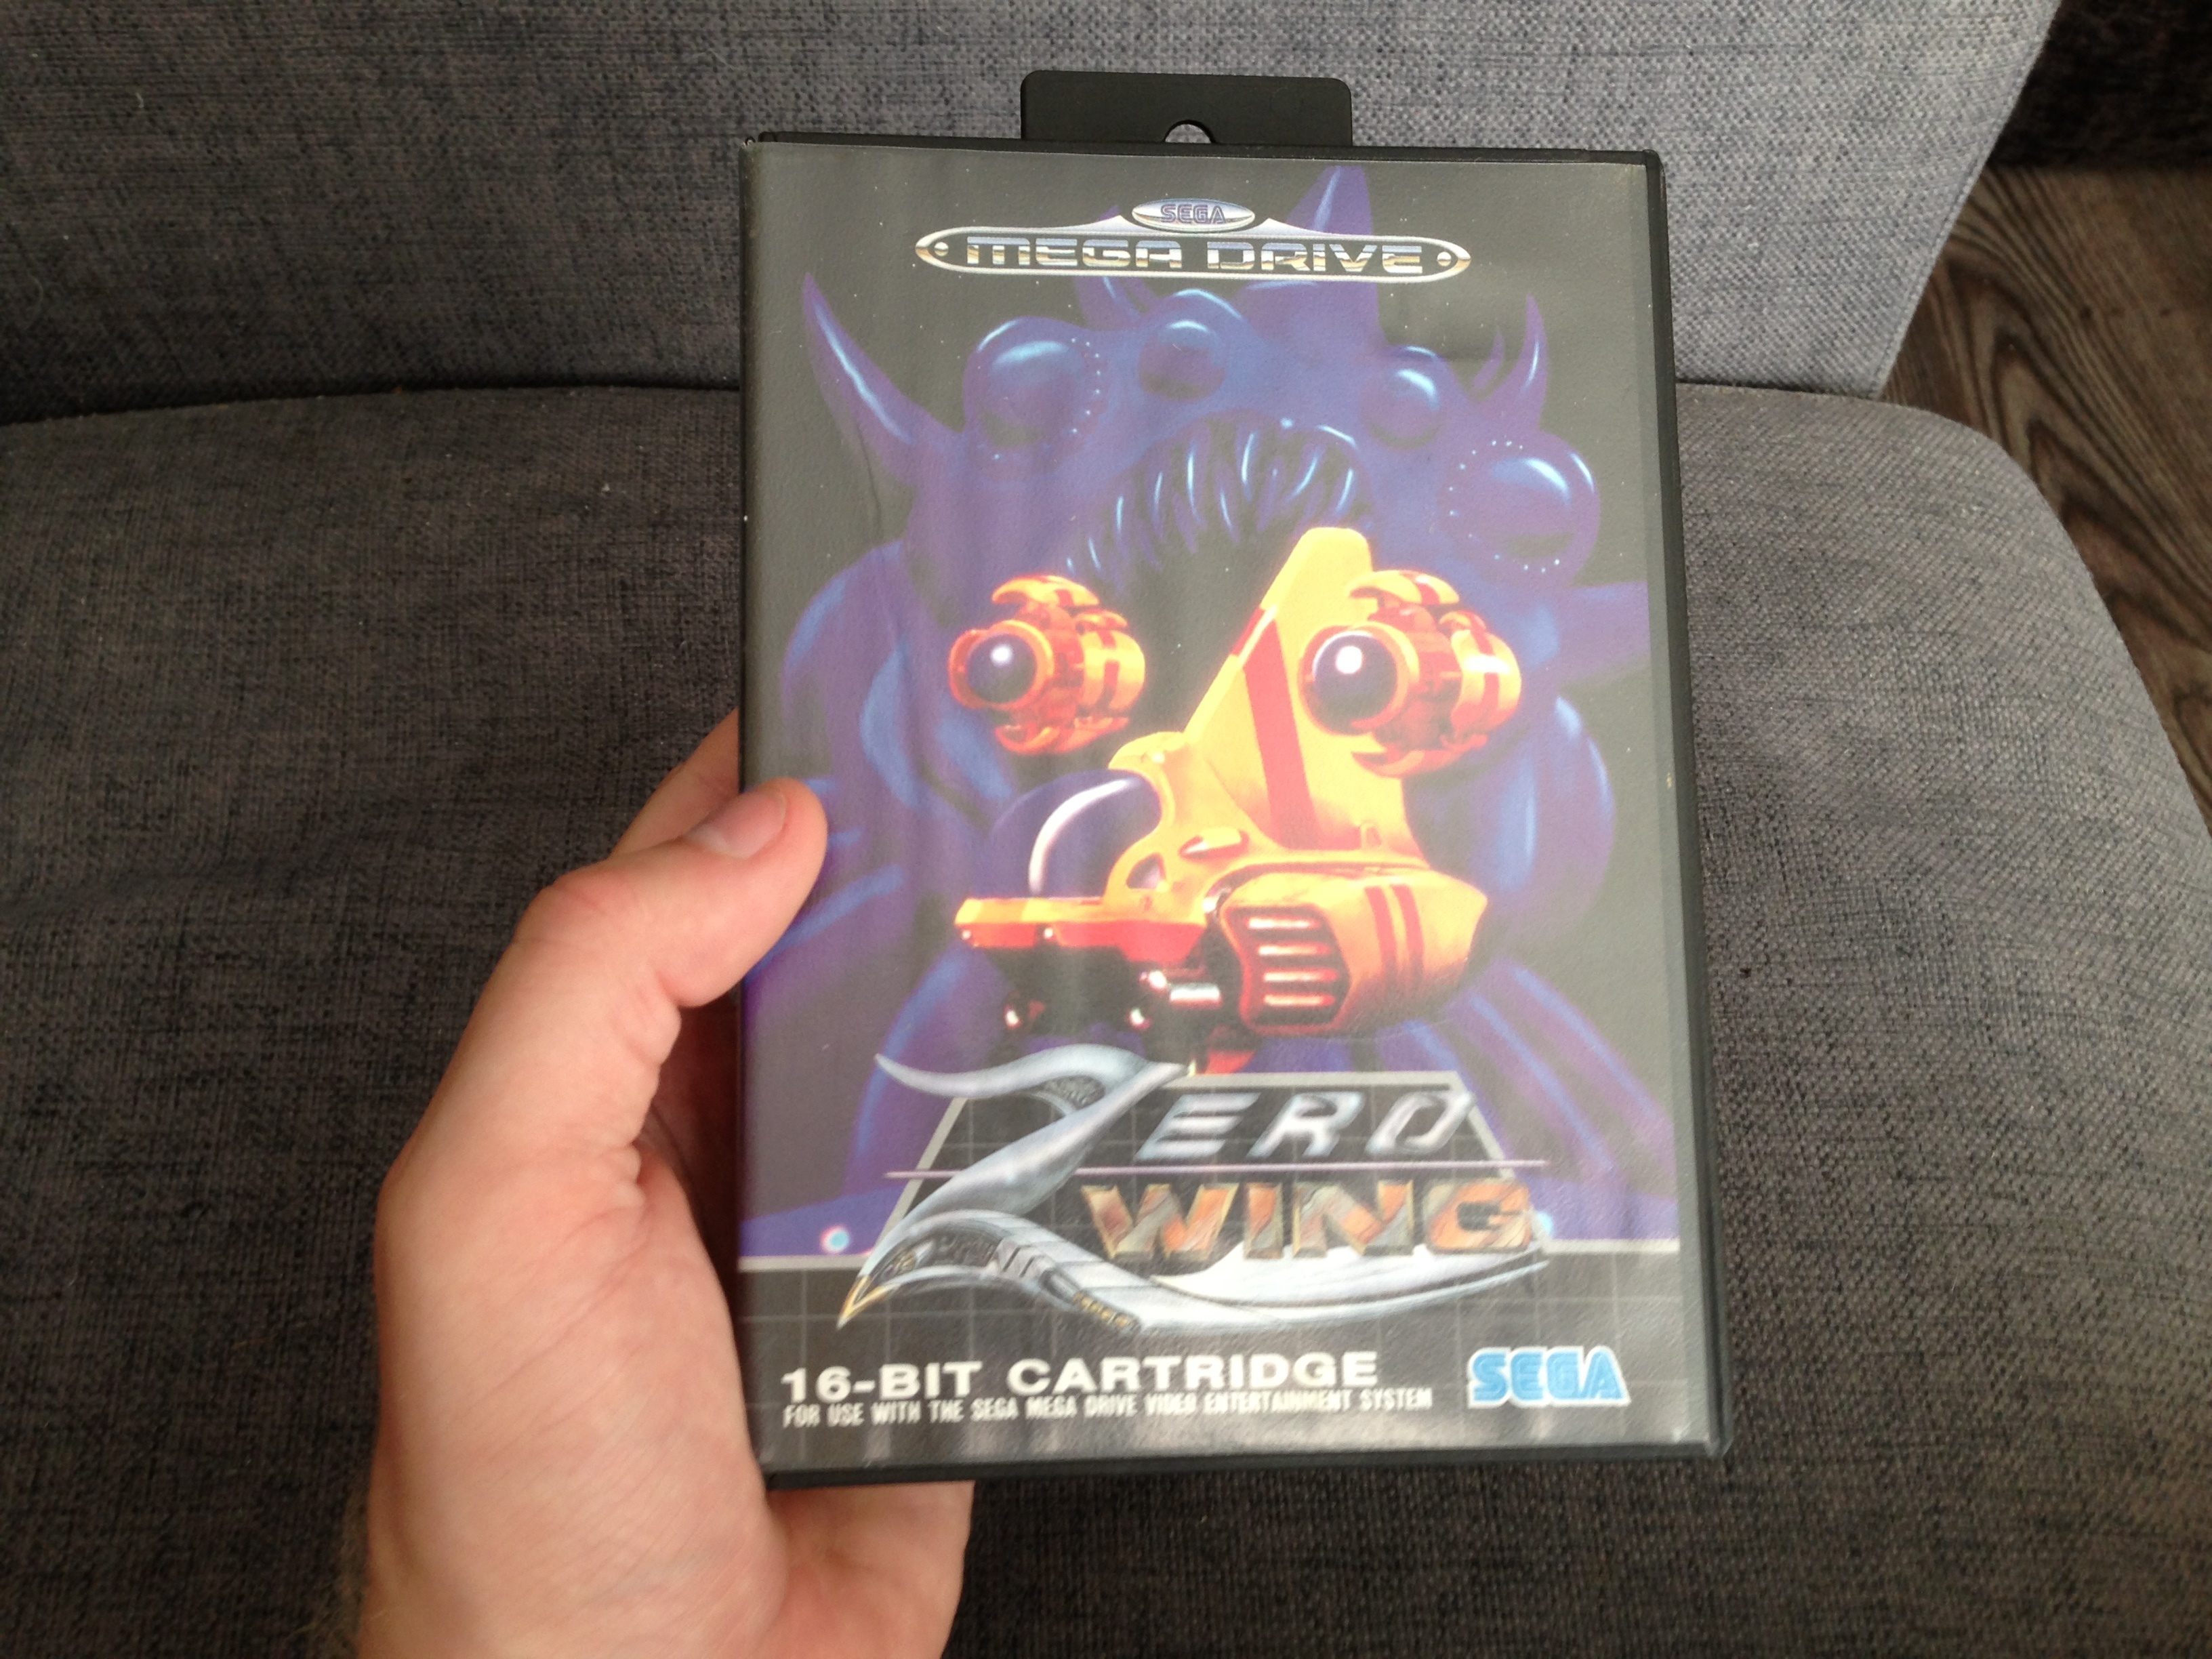 SEGA
MEGA DRIVE
ZERO
WING
16-BIT CARTRIDGE
FOR USE WITH THE SEGA MEGA DRIVE VIDEO ENTERTAINMENT SYSTEM
SEGA